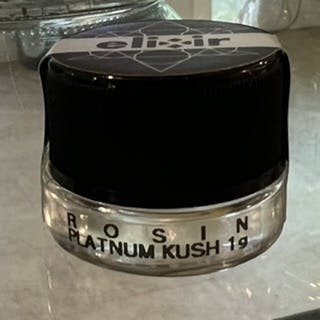 elixir
ROSIN
PLATNUM KUSH 1g